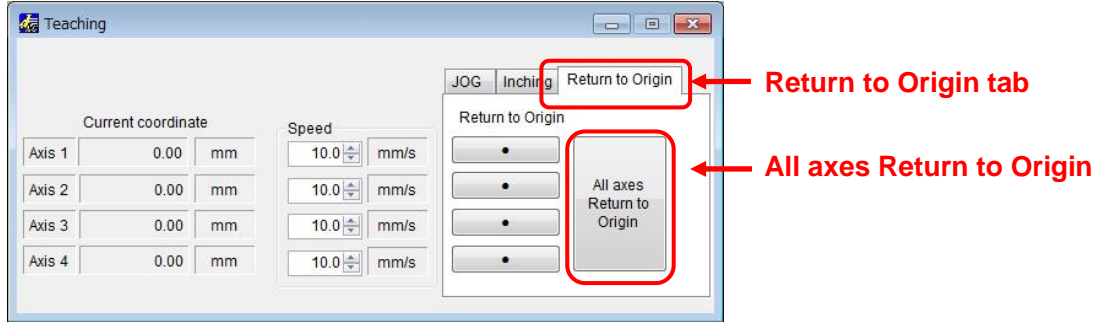 Teaching
JOG Inching Return to Origin
Return to Origin tab
Current coordinate
Speed
Return to Origin
Axis 1 0.00 mm 10.0 mm/s
Axis 2 0.00 mm 10.0 mm/s
Axis 3 0.00 mm 10.0 mm/s
Axis 4 0.00 mm 10.0 mm/s
All axes
Return to
Origin
All axes Return to Origin